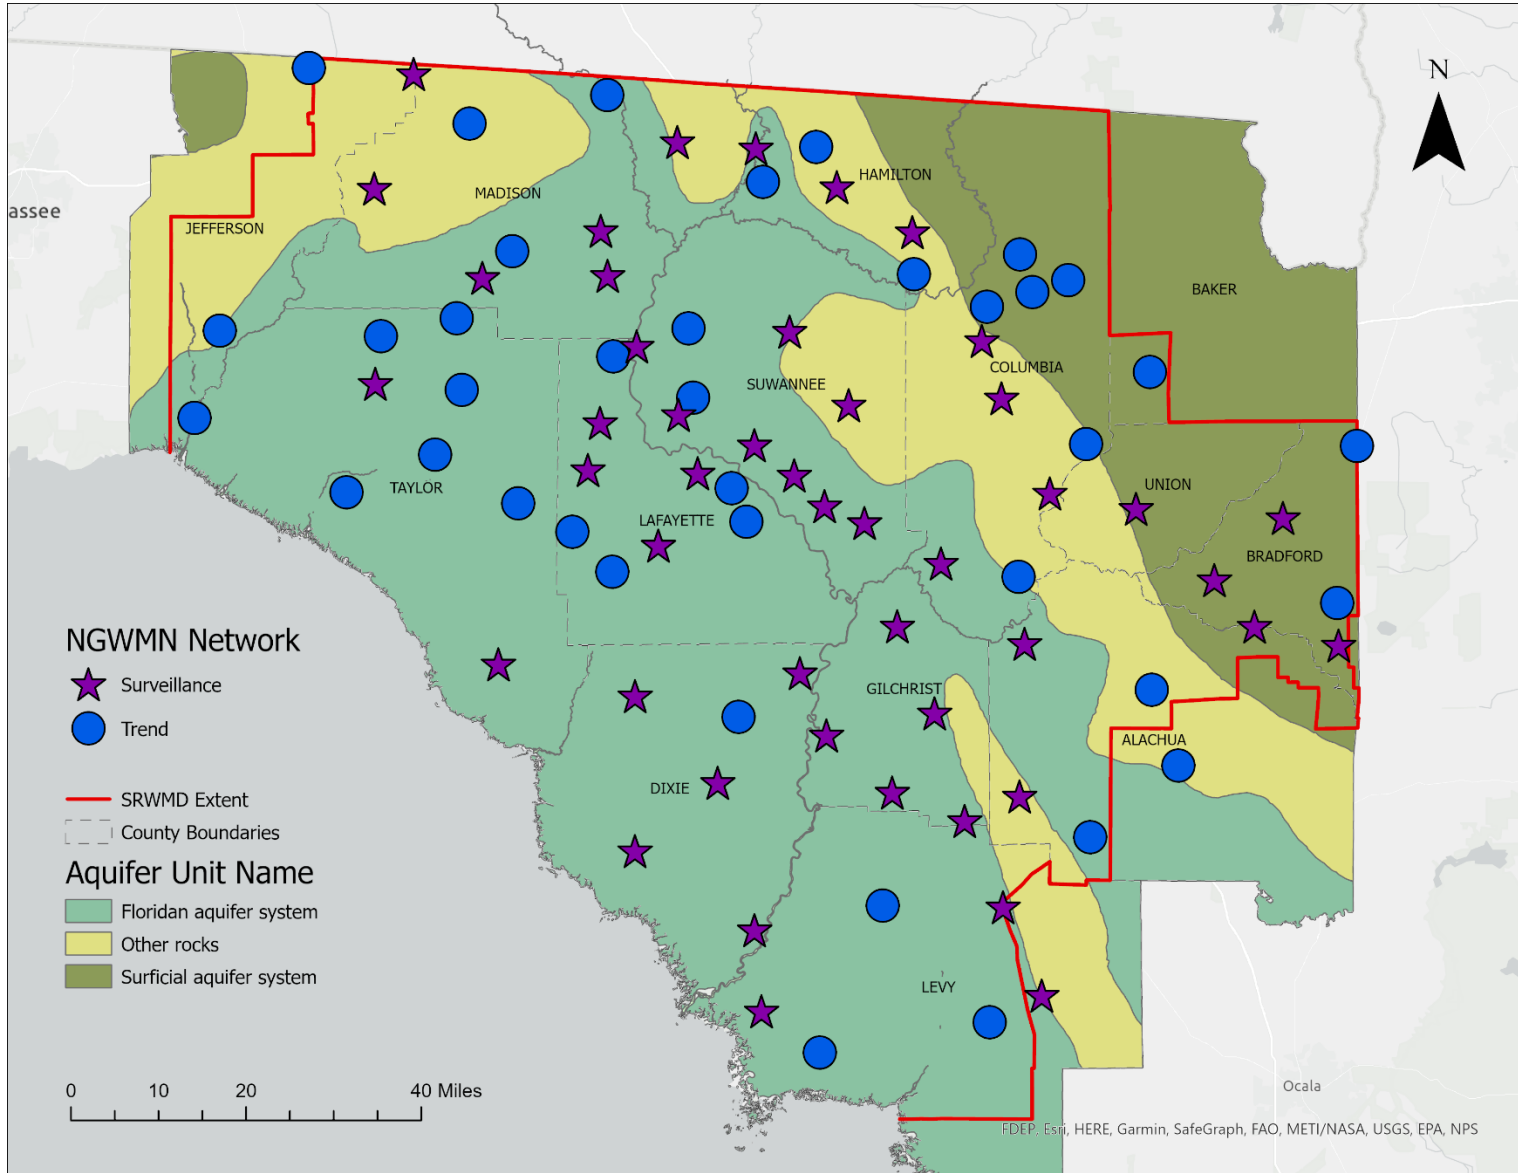 N
HAMILTON
MADISON
assee
JEFFERSON
BAKER
COLUMBIA
SUWANNEE
UNION
TAYLOR
LAFAYETTE
BRADFORD
NGWMN Network
Surveillance
Trend
GILCHRIST
ALACHUA
DIXIE
SRWMD Extent
County Boundaries
Aquifer Unit Name
Floridan aquifer system
Other rocks
Surficial aquifer system
LEVY
0 10 20 40 Miles
Ocala
FDEP, Esri, HERE, Garmin, SafeGraph, FAO, METI/NASA, USGS, EPA, NPS